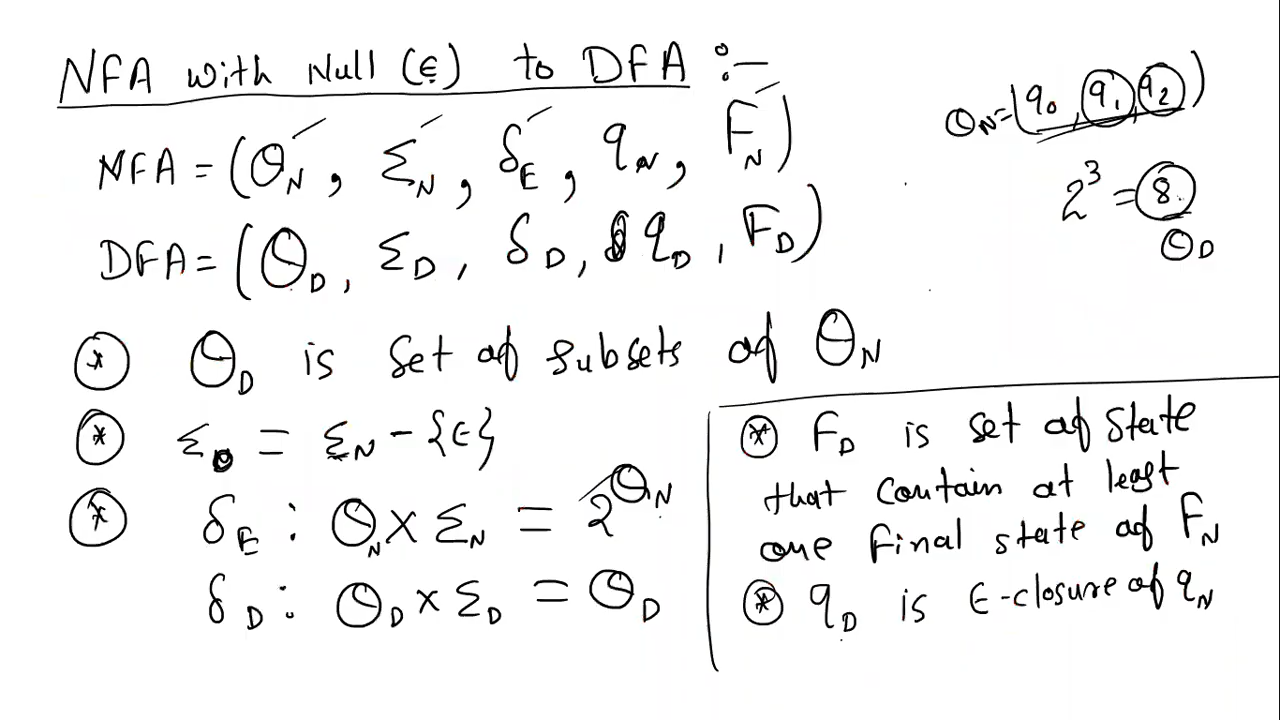 NFA with Null (ϵ) to DFA :-
NFA = (Q_N, Σ_N, δ_E, q_N, F_N)
DFA = (Q_D, Σ_D, δ_D, q_D, F_D)
Q_N = (q_0, q_1, q_2)
2^3 = 8
Q_D
* Q_D is set of subsets of Q_N
* Σ_D = Σ_N - {ϵ}
* δ_E : Q_N × Σ_N = 2^{Q_N}
δ_D : Q_D × Σ_D = Q_D
* F_D is set of state
that contain at least
one final state of F_N
* q_D is ϵ-closure of q_N